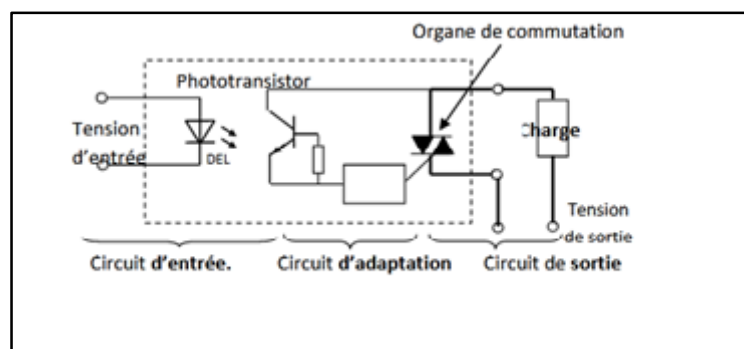 Organe de commutation
Phototransistor
Tension
d'entrée
DEL
Charge
Tension
de sortie
Circuit d'entrée.
Circuit d'adaptation
Circuit de sortie